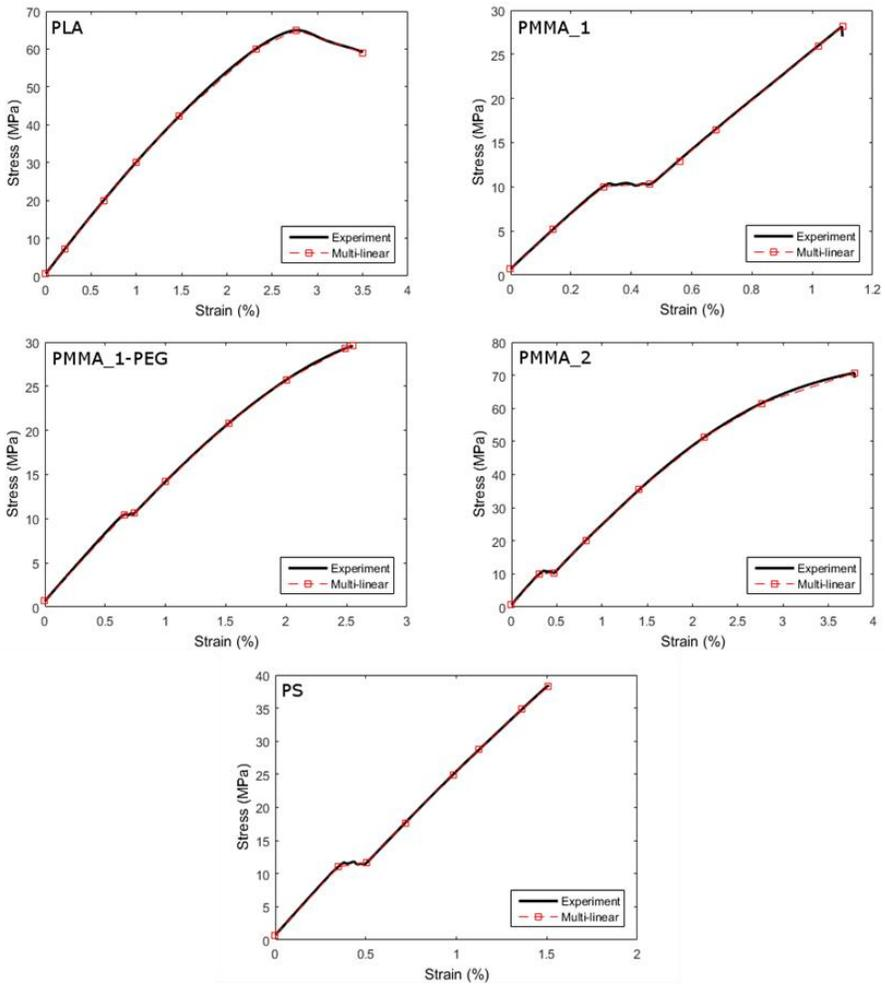 PLA
70
60
50
40
30
20
10
0
Stress (MPa)
0 0.5 1 1.5 2 2.5 3 3.5 4
Strain (%)
Experiment
Multi-linear
PMMA_1
30
25
20
15
10
5
0
Stress (MPa)
0 0.2 0.4 0.6 0.8 1 1.2
Strain (%)
Experiment
Multi-linear
PMMA_1-PEG
30
25
20
15
10
5
0
Stress (MPa)
0 0.5 1 1.5 2 2.5 3
Strain (%)
Experiment
Multi-linear
PMMA_2
80
70
60
50
40
30
20
10
0
Stress (MPa)
0 0.5 1 1.5 2 2.5 3 3.5 4
Strain (%)
Experiment
Multi-linear
PS
40
35
30
25
20
15
10
5
0
Stress (MPa)
0 0.5 1 1.5 2
Strain (%)
Experiment
Multi-linear